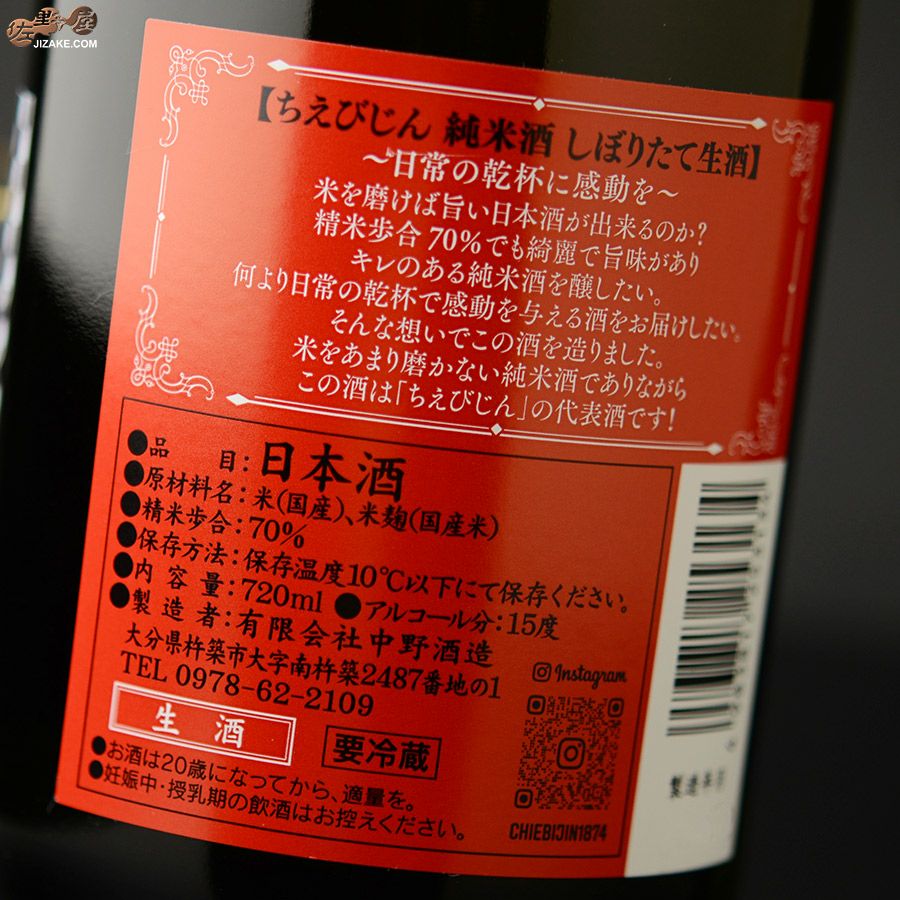 佐野屋
JIZAKE.COM
【ちえびじん 純米酒 しぼりたて生酒】
～日常の乾杯に感動を～
米を磨けば旨い日本酒が出来るのか?
精米歩合70%でも綺麗で旨味があり
キレのある純米酒を醸したい。
何より日常の乾杯で感動を与える酒をお届けしたい。
そんな想いでこの酒を造りました。
米をあまり磨かない純米酒でありながら
この酒は「ちえびじん」の代表酒です!
●品目:日本酒
●原材料名:米(国産)、米麹(国産米)
●精米歩合:70%
●保存方法:保存温度10℃以下にて保存ください。
●内容量:720ml ●アルコール分:15度
●製造者:有限会社中野酒造
大分県杵築市大字南杵築2487番地の1
TEL 0978-62-2109
Instagram
生酒
要冷蔵
●お酒は20歳になってから、適量を。
●妊娠中・授乳期の飲酒はお控えください。
CHIEBIJIN1874
製造年月